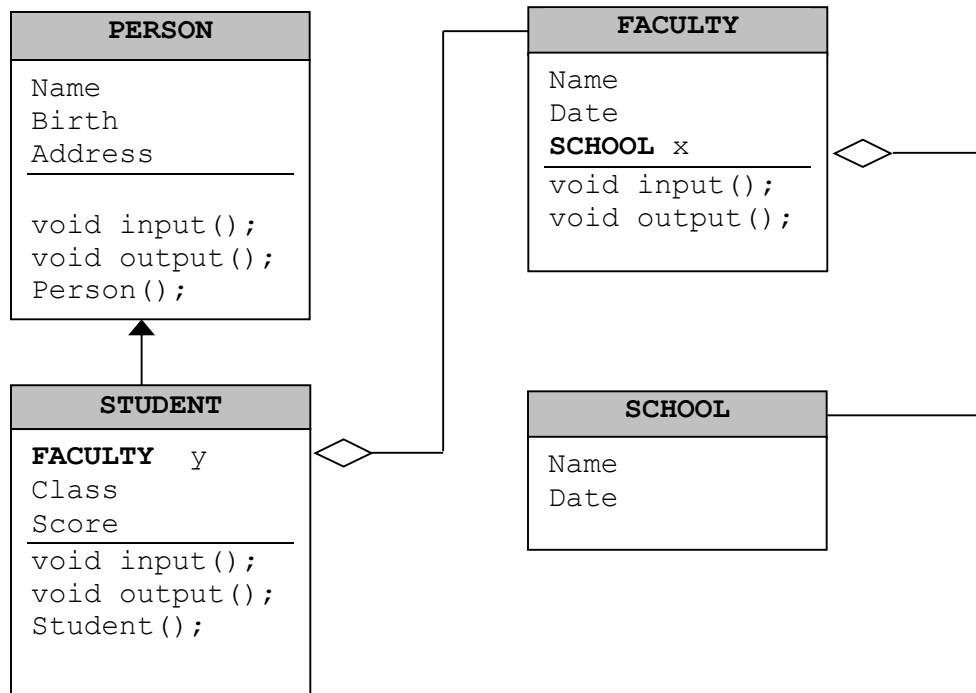 PERSON
Name
Birth
Address
void input();
void output();
Person();
FACULTY
Name
Date
SCHOOL x
void input();
void output();
STUDENT
FACULTY y
Class
Score
void input();
void output();
Student();
SCHOOL
Name
Date